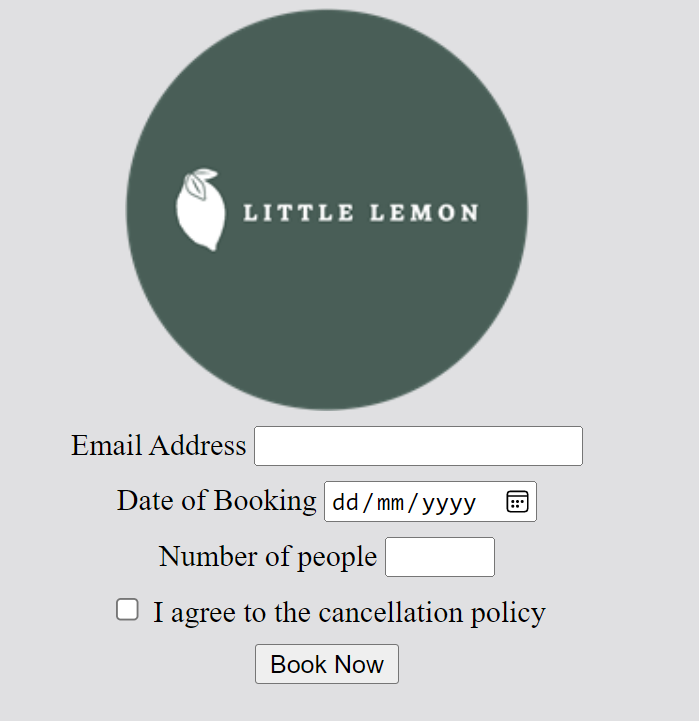 LITTLE LEMON
Email Address
Date of Booking dd/mm/yyyy
Number of people
I agree to the cancellation policy
Book Now